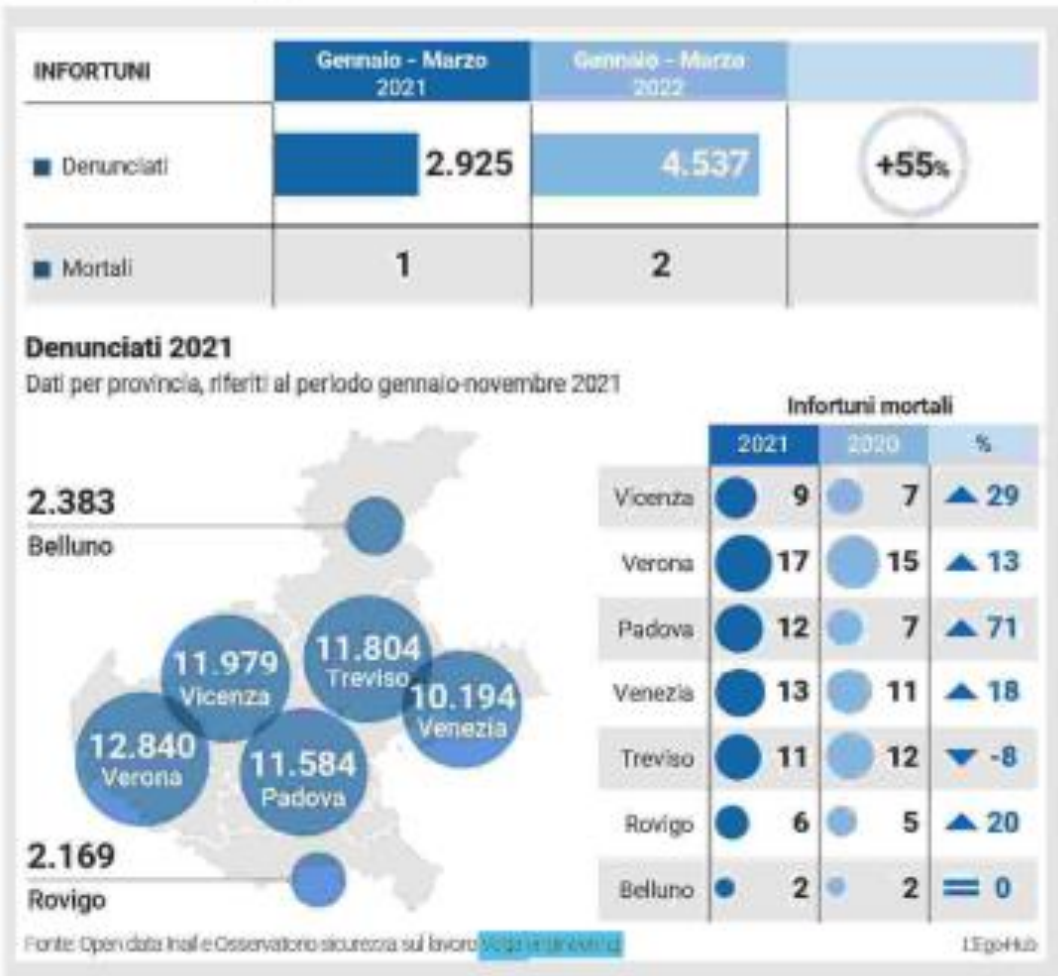 INFORTUNI
Gennaio - Marzo 2021
Gennaio - Marzo 2022
Denunciati 2.925 4.537 +55%
Mortali 1 2
Denunciati 2021
Dati per provincia, riferiti al periodo gennaio-novembre 2021
2.383
Belluno
11.979
Vicenza
11.804
Treviso
10.194
Venezia
12.840
Verona
11.584
Padova
2.169
Rovigo
Infortuni mortali
2021 2020 %
Vicenza 9 7 29
Verona 17 15 13
Padova 12 7 71
Venezia 13 11 18
Treviso 11 12 -8
Rovigo 6 5 20
Belluno 2 2 = 0
Fonte: Open data Inail e Osservatorio sicurezza sul lavoro
L'Ego-Hub